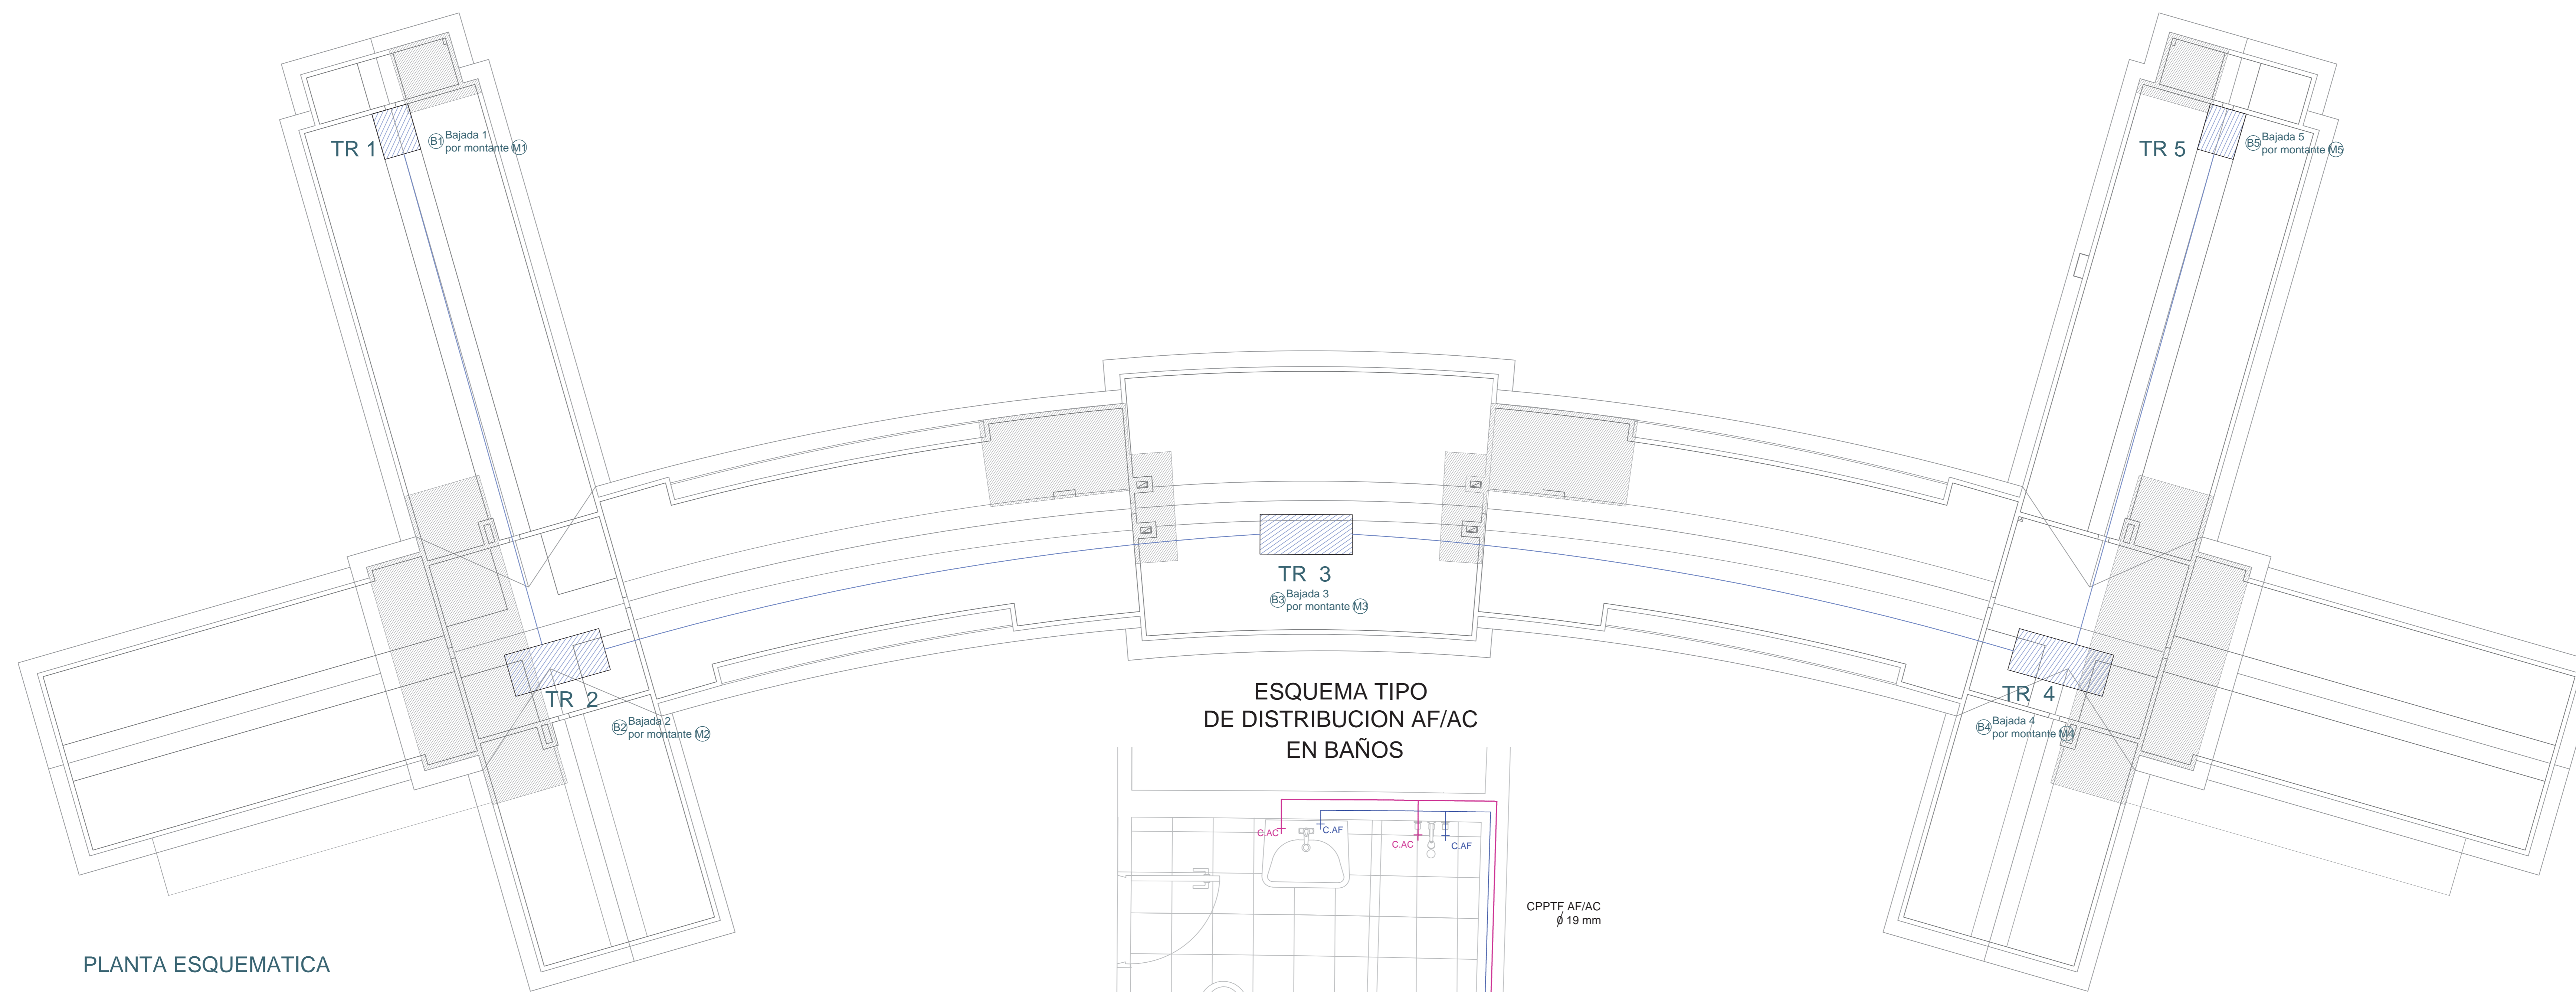 TR 1
B1 Bajada 1
por montante M1
TR 5
B5 Bajada 5
por montante M5
TR 3
B3 Bajada 3
por montante M3
TR 2
B2 Bajada 2
por montante M2
TR 4
B4 Bajada 4
por montante M4
ESQUEMA TIPO
DE DISTRIBUCION AF/AC
EN BAÑOS
C.AC
C.AF
C.AC
C.AF
CPPTF AF/AC
Ø 19 mm
PLANTA ESQUEMATICA